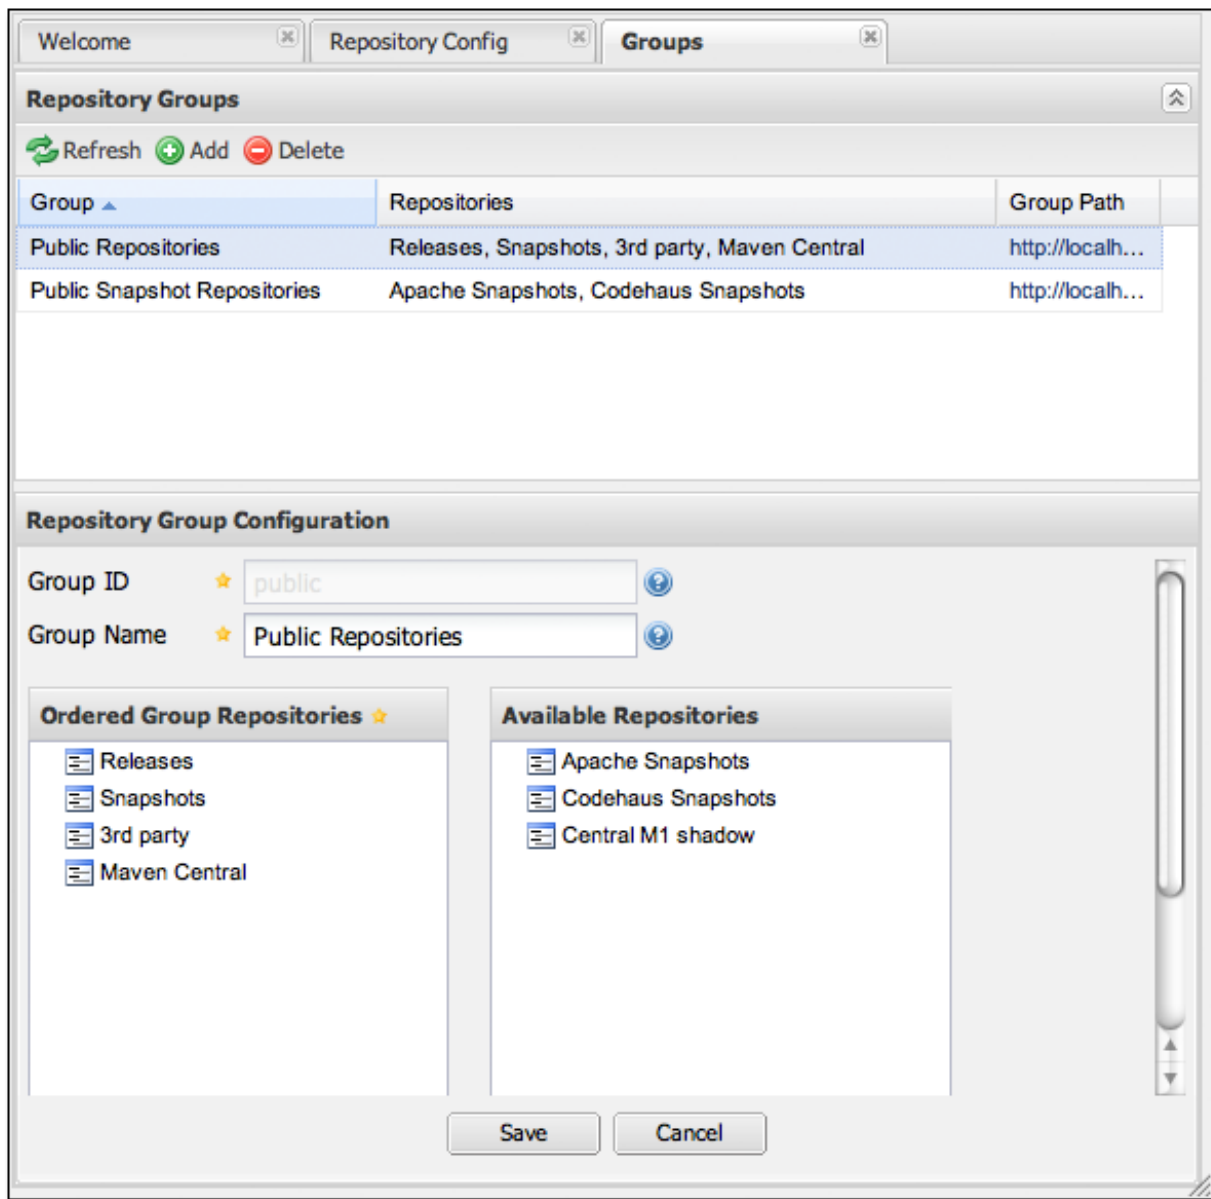 Welcome Repository Config Groups
Repository Groups
Refresh Add Delete
Group Repositories Group Path
Public Repositories Releases, Snapshots, 3rd party, Maven Central http://localh...
Public Snapshot Repositories Apache Snapshots, Codehaus Snapshots http://localh...
Repository Group Configuration
Group ID public
Group Name Public Repositories
Ordered Group Repositories Available Repositories
Releases Apache Snapshots
Snapshots Codehaus Snapshots
3rd party Central M1 shadow
Maven Central
Save Cancel